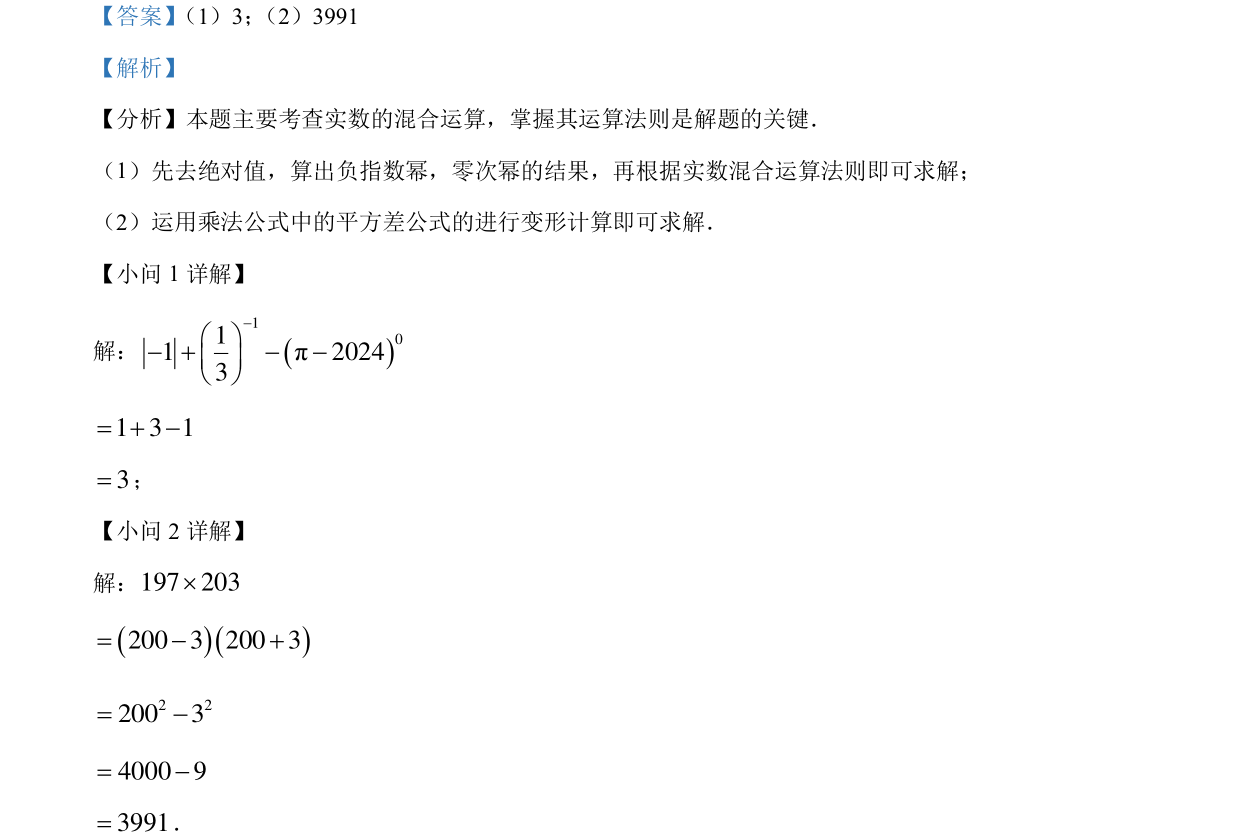 【答案】（1）3；（2）3991
【解析】
【分析】本题主要考查实数的混合运算，掌握其运算法则是解题的关键．
（1）先去绝对值，算出负指数幂，零次幂的结果，再根据实数混合运算法则即可求解；
（2）运用乘法公式中的平方差公式的进行变形计算即可求解．
【小问 1 详解】
解：|−1|+(1/3)^{−1}−(π−2024)^0
=1+3−1
=3；
【小问 2 详解】
解：197×203
=(200−3)(200+3)
=200²−3²
=4000−9
=3991．